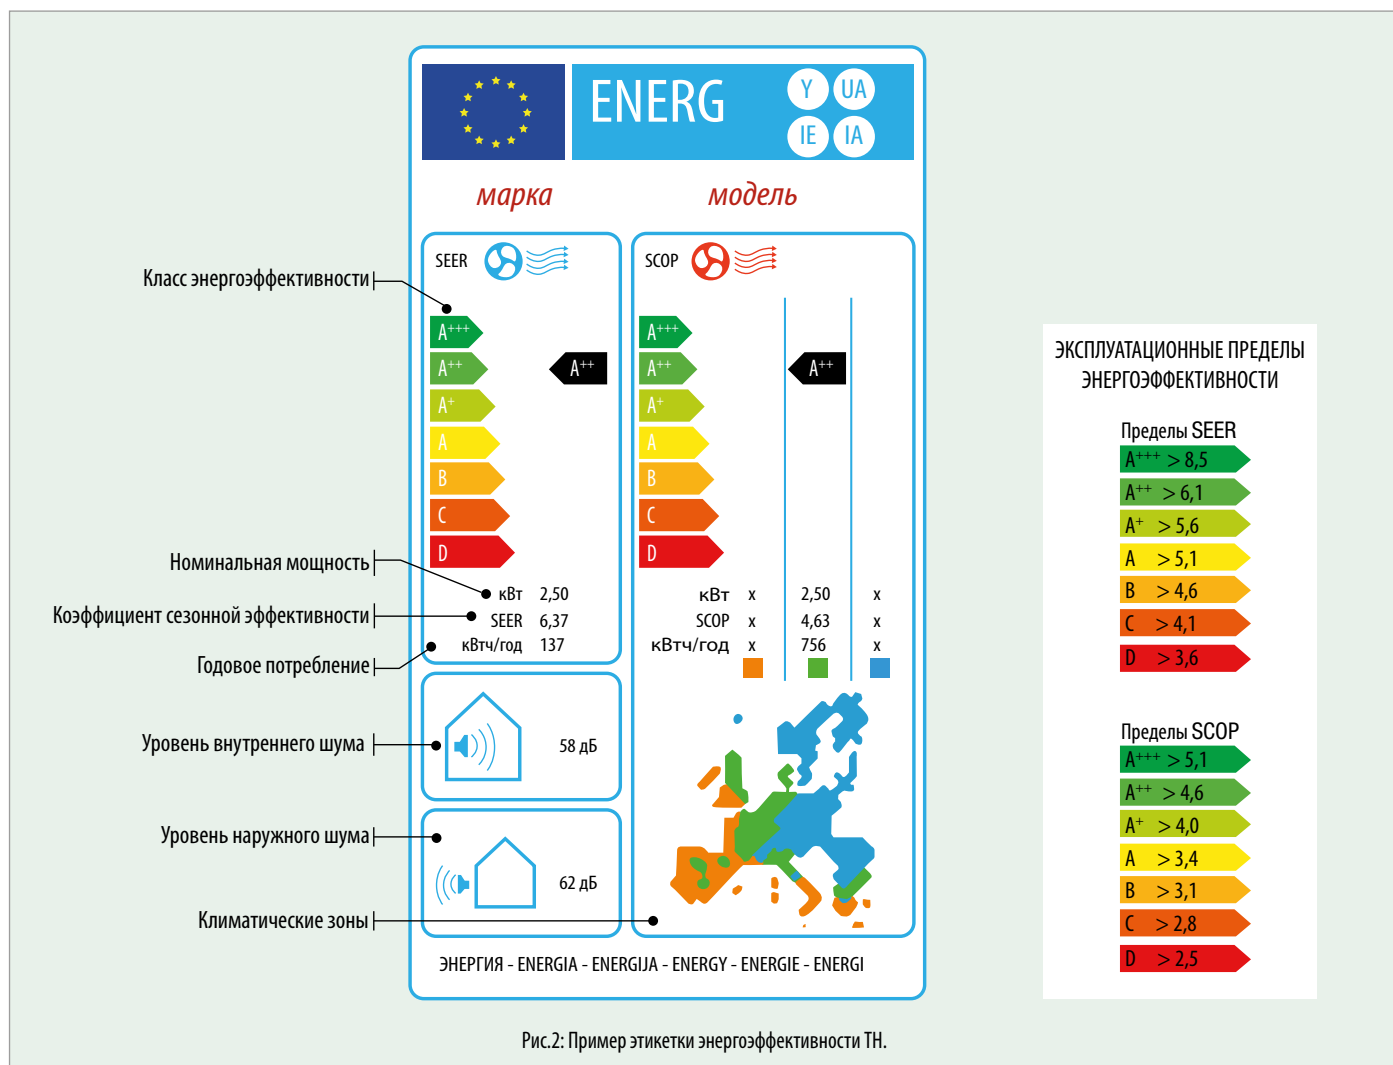 ENERG
Y
UA
IE
IA
марка
модель
SEER
SCOP
Класс энергоэффективности
A+++
A++
A++
A+
A
B
C
D
A+++
A++
A++
A+
A
B
C
D
Номинальная мощность
кВт 2,50
Коэффициент сезонной эффективности
SEER 6,37
Годовое потребление
кВтч/год 137
кВт x 2,50 x
SCOP x 4,63 x
кВтч/год x 756 x
Уровень внутреннего шума
58 дБ
Уровень наружного шума
62 дБ
Климатические зоны
ЭНЕРГИЯ - ENERGIA - ENERGIJA - ENERGY - ENERGIE - ENERGI
ЭКСПЛУАТАЦИОННЫЕ ПРЕДЕЛЫ
ЭНЕРГОЭФФЕКТИВНОСТИ
Пределы SEER
A+++ > 8,5
A++ > 6,1
A+ > 5,6
A > 5,1
B > 4,6
C > 4,1
D > 3,6
Пределы SCOP
A+++ > 5,1
A++ > 4,6
A+ > 4,0
A > 3,4
B > 3,1
C > 2,8
D > 2,5
Рис.2: Пример этикетки энергоэффективности ТН.